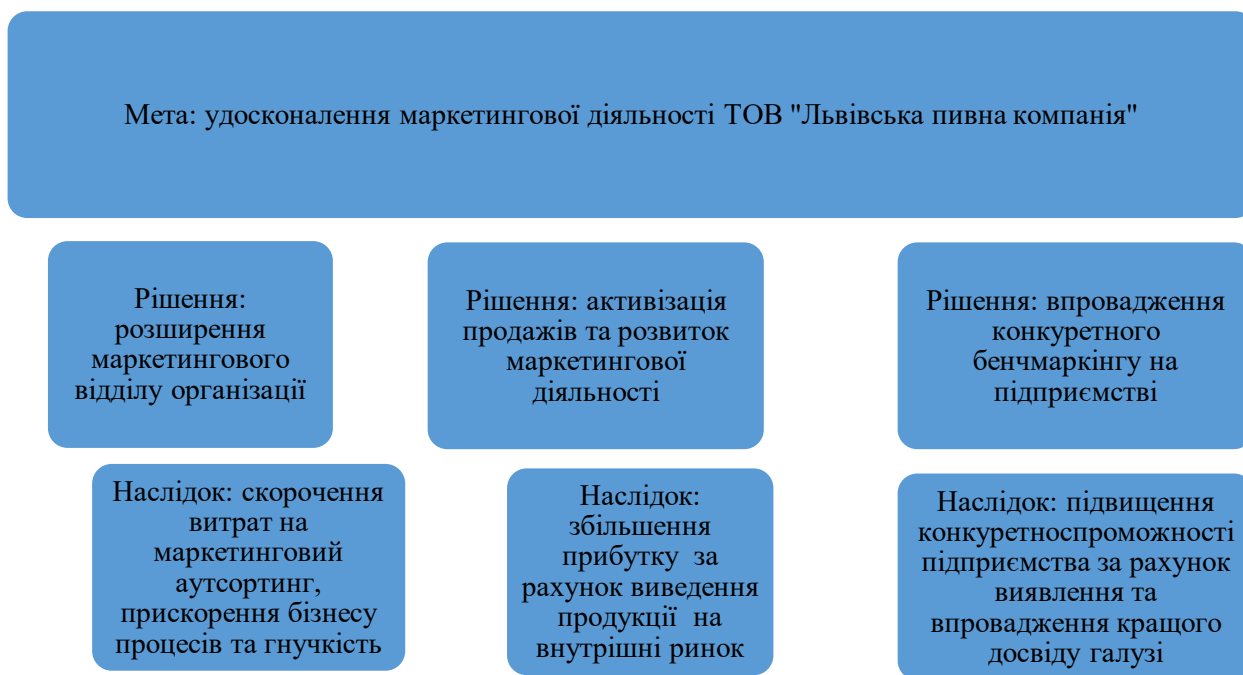 Мета: удосконалення маркетингової діяльності ТОВ "Львівська пивна компанія"
Рішення:
розширення
маркетингового
відділу організації
Рішення: активізація
продажів та розвиток
маркетингової
діяльності
Рішення: впровадження
конкуретного
бенчмаркінгу на
підприємстві
Наслідок: скорочення
витрат на
маркетинговий
аутсортинг,
прискорення бізнесу
процесів та гнучкість
Наслідок:
збільшення
прибутку за
рахунок виведення
продукції на
внутрішні ринок
Наслідок: підвищення
конкуретноспроможності
підприємства за рахунок
виявлення та
впровадження кращого
досвіду галузі